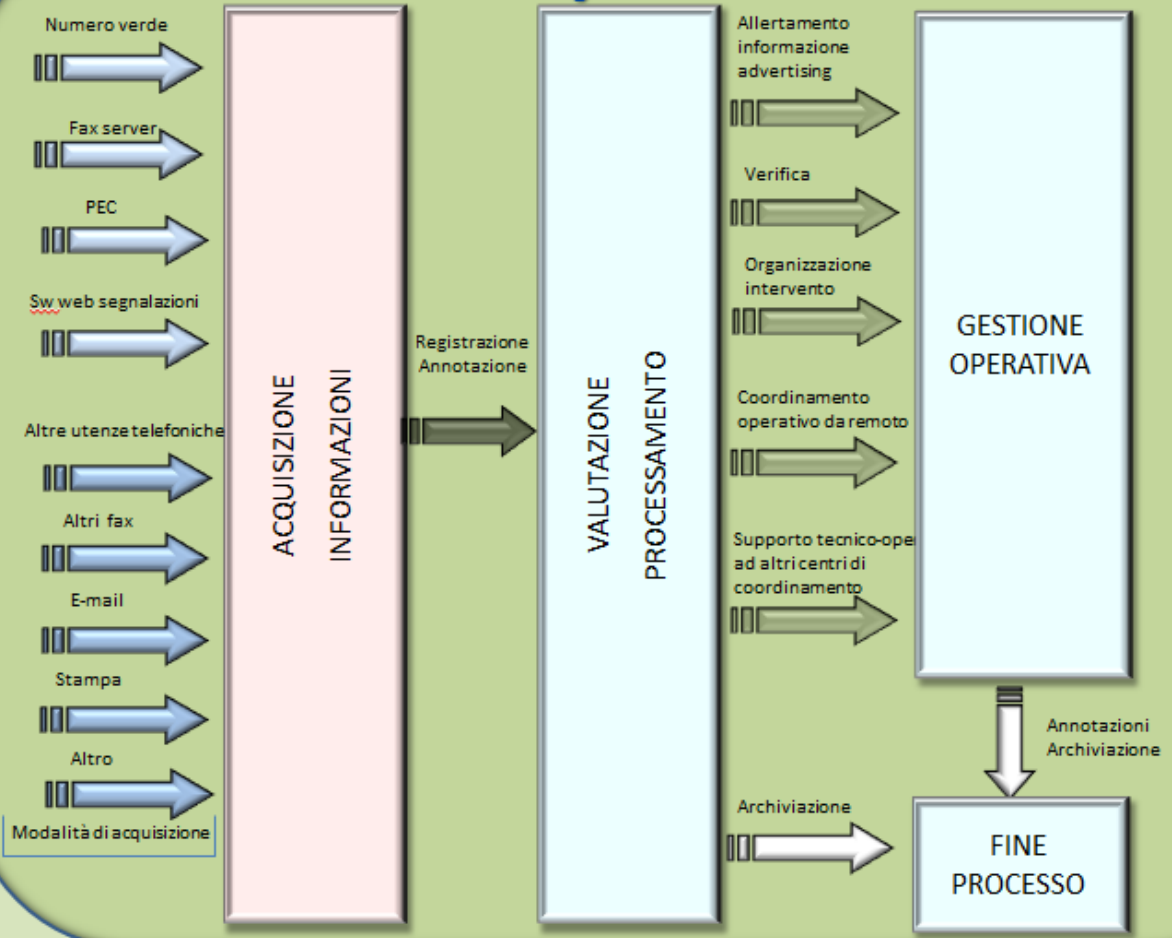 Numero verde
Fax server
PEC
Sw web segnalazioni
Altre utenze telefoniche
Altri fax
E-mail
Stampa
Altro
Modalità di acquisizione
ACQUISIZIONE
INFORMAZIONI
Registrazione
Annotazione
VALUTAZIONE
PROCESSAMENTO
Allertamento
informazione
advertising
Verifica
Organizzazione
intervento
Coordinamento
operativo da remoto
Supporto tecnico-ope
ad altri centri di
coordinamento
Archiviazione
GESTIONE
OPERATIVA
Annotazioni
Archiviazione
FINE
PROCESSO